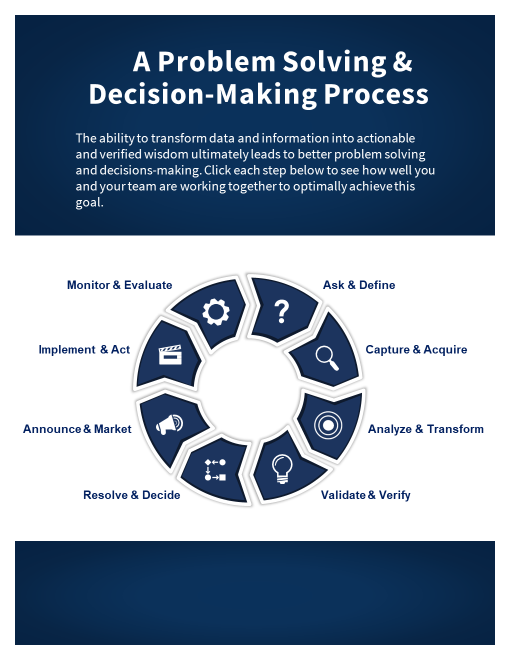 A Problem Solving &
Decision-Making Process
The ability to transform data and information into actionable
and verified wisdom ultimately leads to better problem solving
and decisions-making. Click each step below to see how well you
and your team are working together to optimally achieve this
goal.
Monitor & Evaluate
Ask & Define
?
Implement & Act
Capture & Acquire
Announce & Market
Analyze & Transform
Resolve & Decide
Validate & Verify